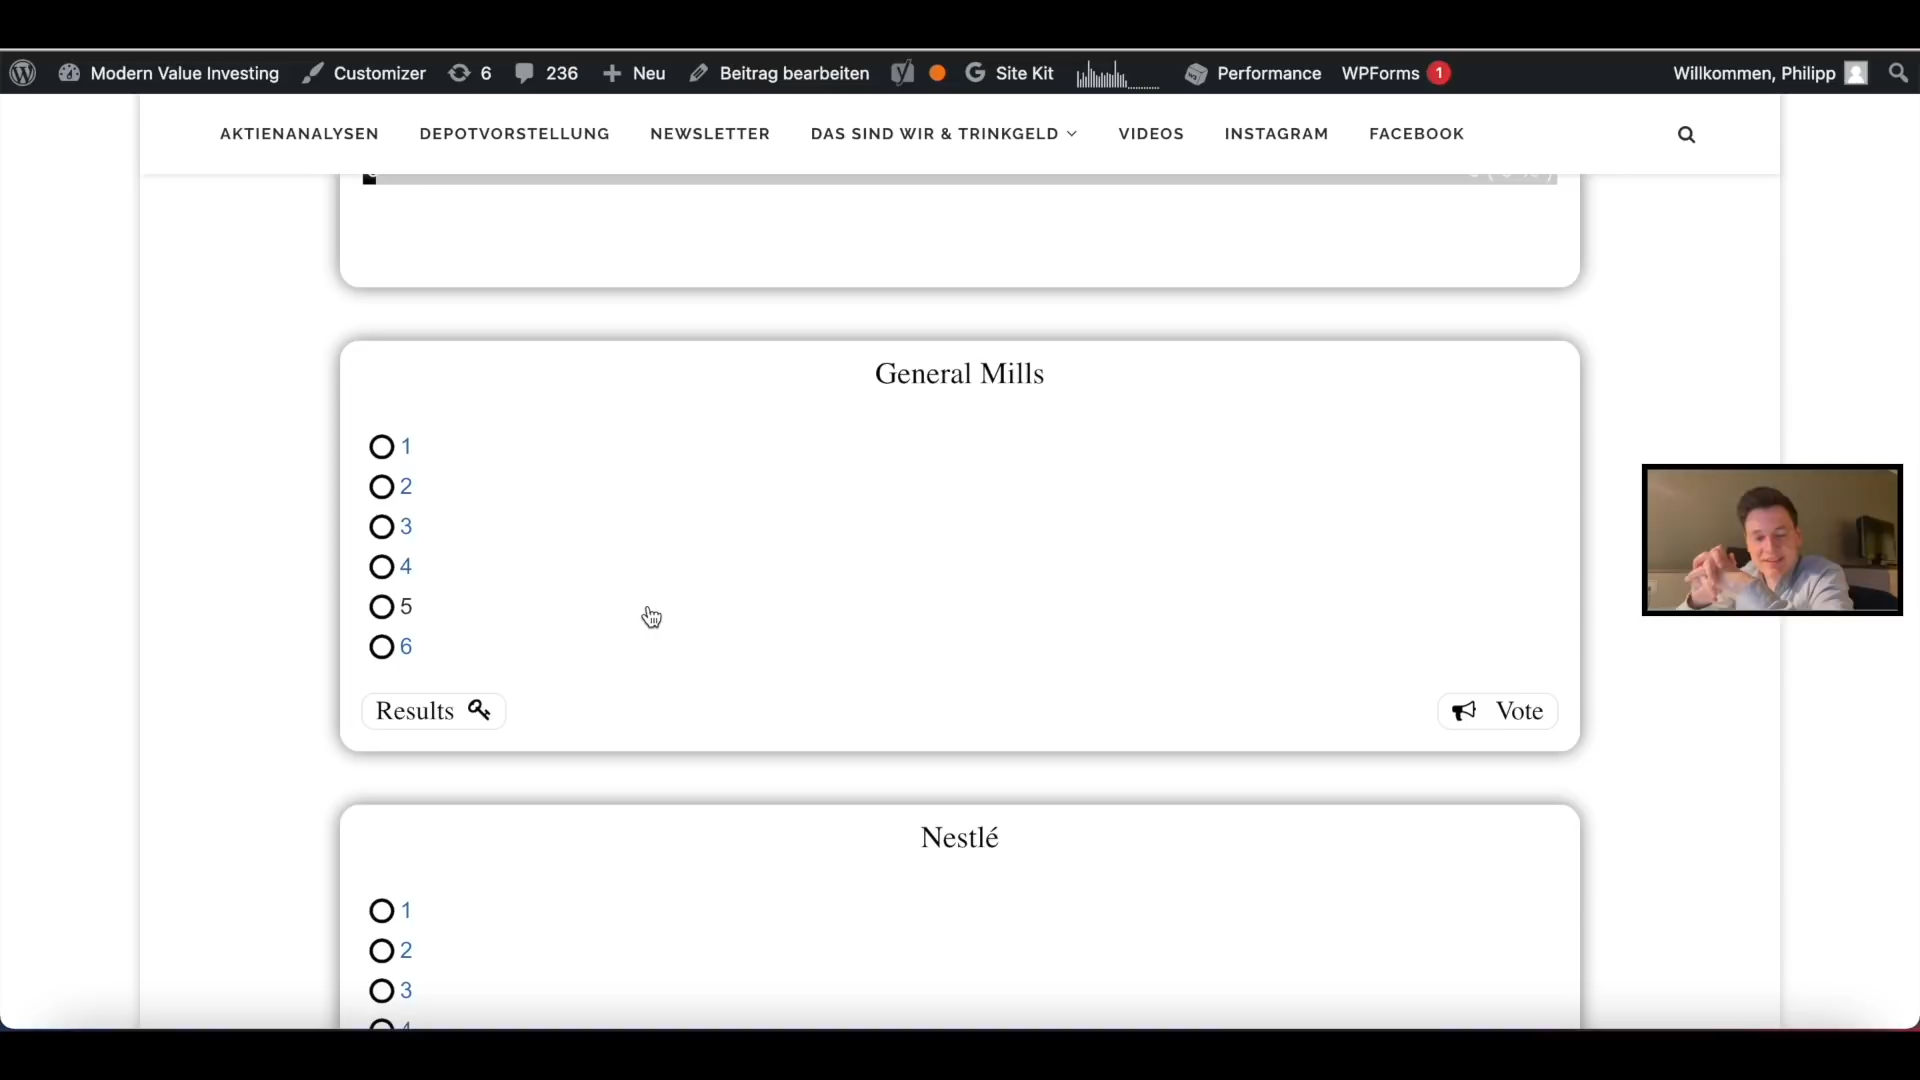 Modern Value Investing Customizer 6 236 Neu Beitrag bearbeiten Site Kit Performance WPForms 1 Willkommen, Philipp
AKTIENANALYSEN DEPOTVORSTELLUNG NEWSLETTER DAS SIND WIR & TRINKGELD VIDEOS INSTAGRAM FACEBOOK
General Mills
1
2
3
4
5
6
Results Vote
Nestlé
1
2
3
4